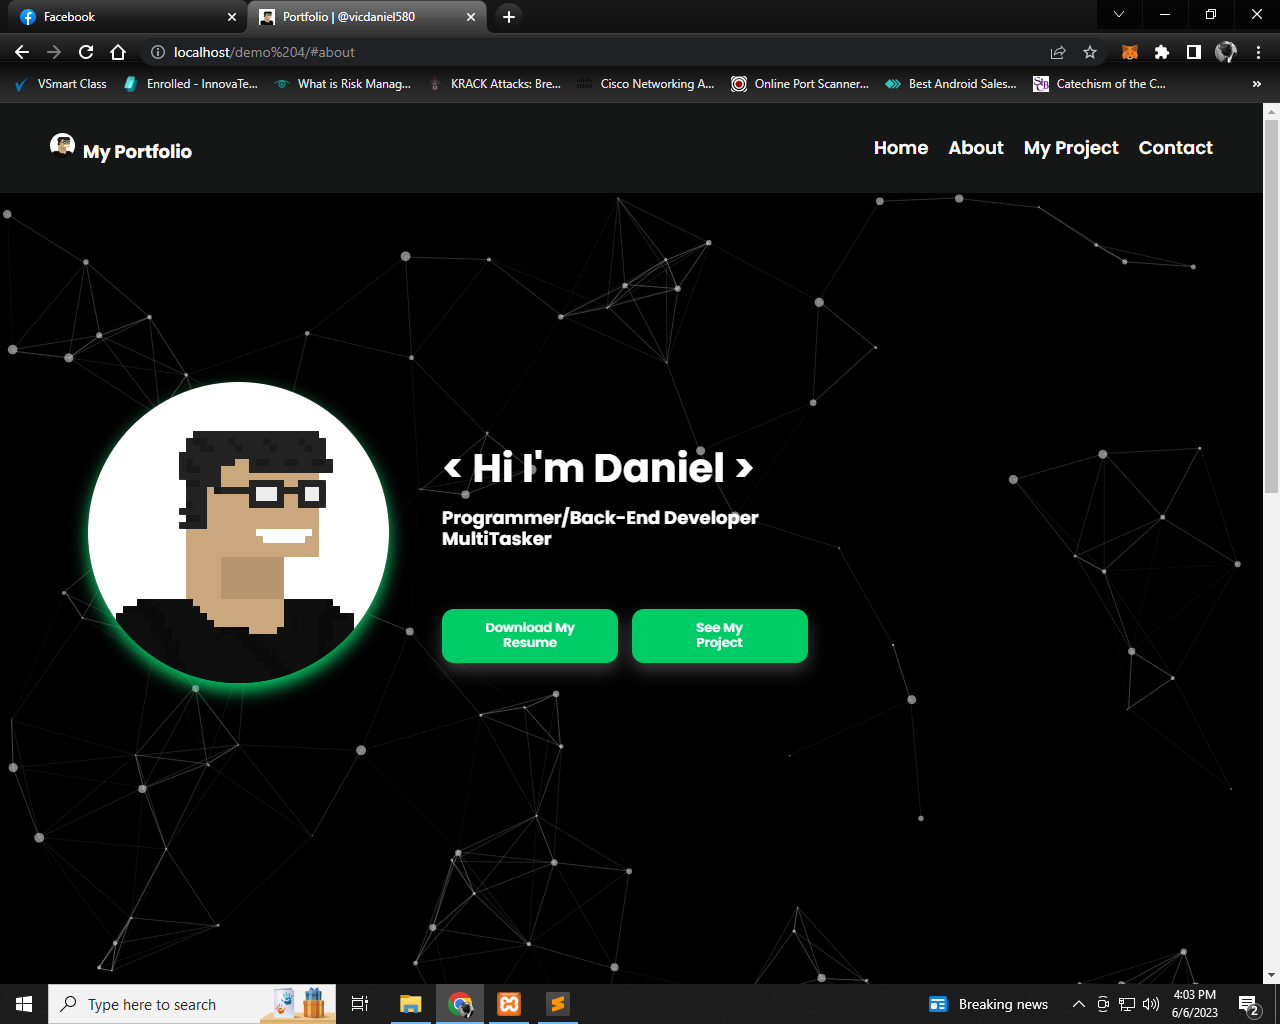 Facebook
Portfolio | @vicdaniel580
localhost/demo%204/#about
VSmart Class
Enrolled - InnovaTe...
What is Risk Manag...
KRACK Attacks: Bre...
Cisco Networking A...
Online Port Scanner...
Best Android Sales...
Catechism of the C...
»
My Portfolio
Home
About
My Project
Contact
< Hi I'm Daniel >
Programmer/Back-End Developer
MultiTasker
Download My
Resume
See My
Project
Type here to search
Breaking news
4:03 PM
6/6/2023
2